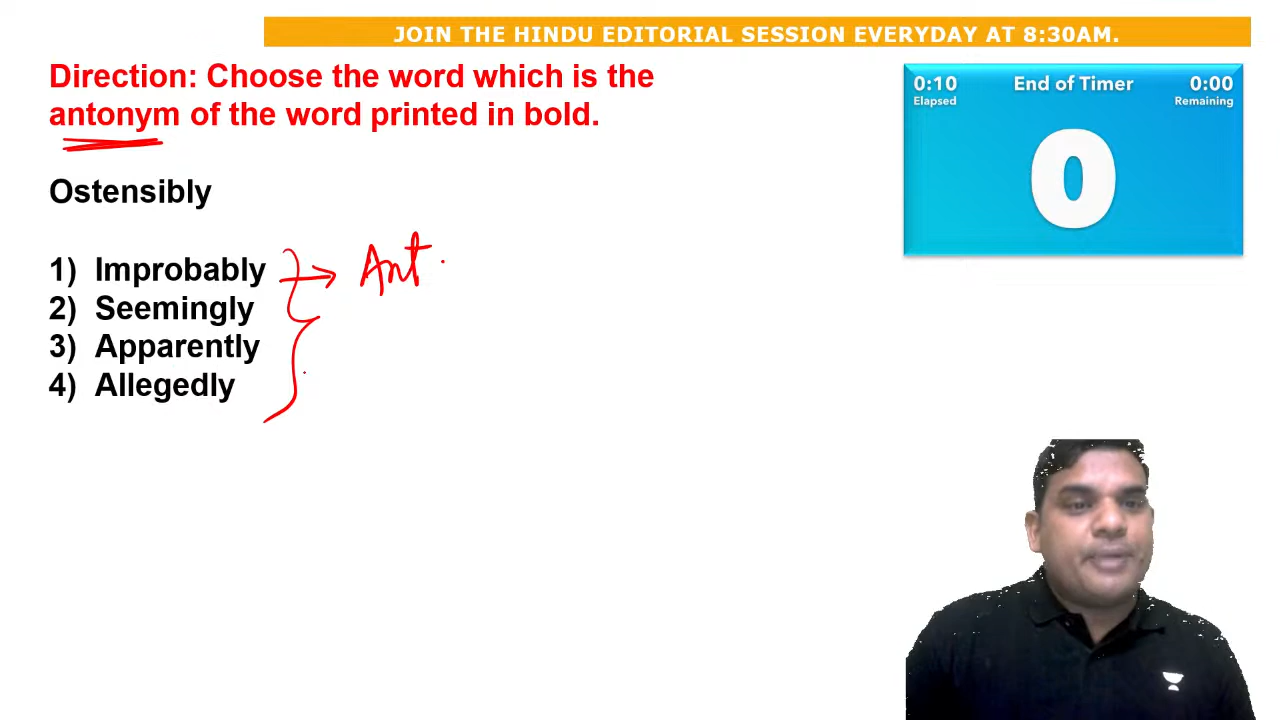 JOIN THE HINDU EDITORIAL SESSION EVERYDAY AT 8:30AM.
Direction: Choose the word which is the
antonym of the word printed in bold.
0:10 End of Timer 0:00
Elapsed Remaining
0
Ostensibly
1) Improbably
Ant.
2) Seemingly
3) Apparently
4) Allegedly